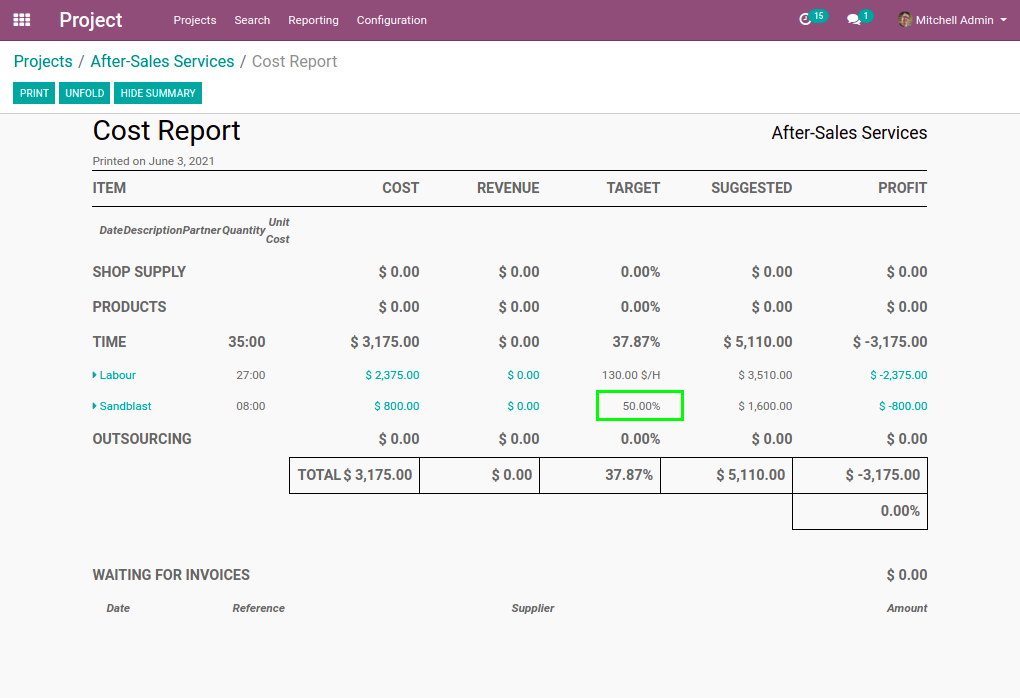 Project Projects Search Reporting Configuration 15 1 Mitchell Admin
Projects / After-Sales Services / Cost Report
PRINT UNFOLD HIDE SUMMARY
Cost Report After-Sales Services
Printed on June 3, 2021
ITEM COST REVENUE TARGET SUGGESTED PROFIT
Date Description Partner Quantity Unit Cost
SHOP SUPPLY $ 0.00 $ 0.00 0.00% $ 0.00 $ 0.00
PRODUCTS $ 0.00 $ 0.00 0.00% $ 0.00 $ 0.00
TIME 35:00 $ 3,175.00 $ 0.00 37.87% $ 5,110.00 $ -3,175.00
Labour 27:00 $ 2,375.00 $ 0.00 130.00 $/H $ 3,510.00 $ -2,375.00
Sandblast 08:00 $ 800.00 $ 0.00 50.00% $ 1,600.00 $ -800.00
OUTSOURCING $ 0.00 $ 0.00 0.00% $ 0.00 $ 0.00
TOTAL $ 3,175.00 $ 0.00 37.87% $ 5,110.00 $ -3,175.00
0.00%
WAITING FOR INVOICES $ 0.00
Date Reference Supplier Amount